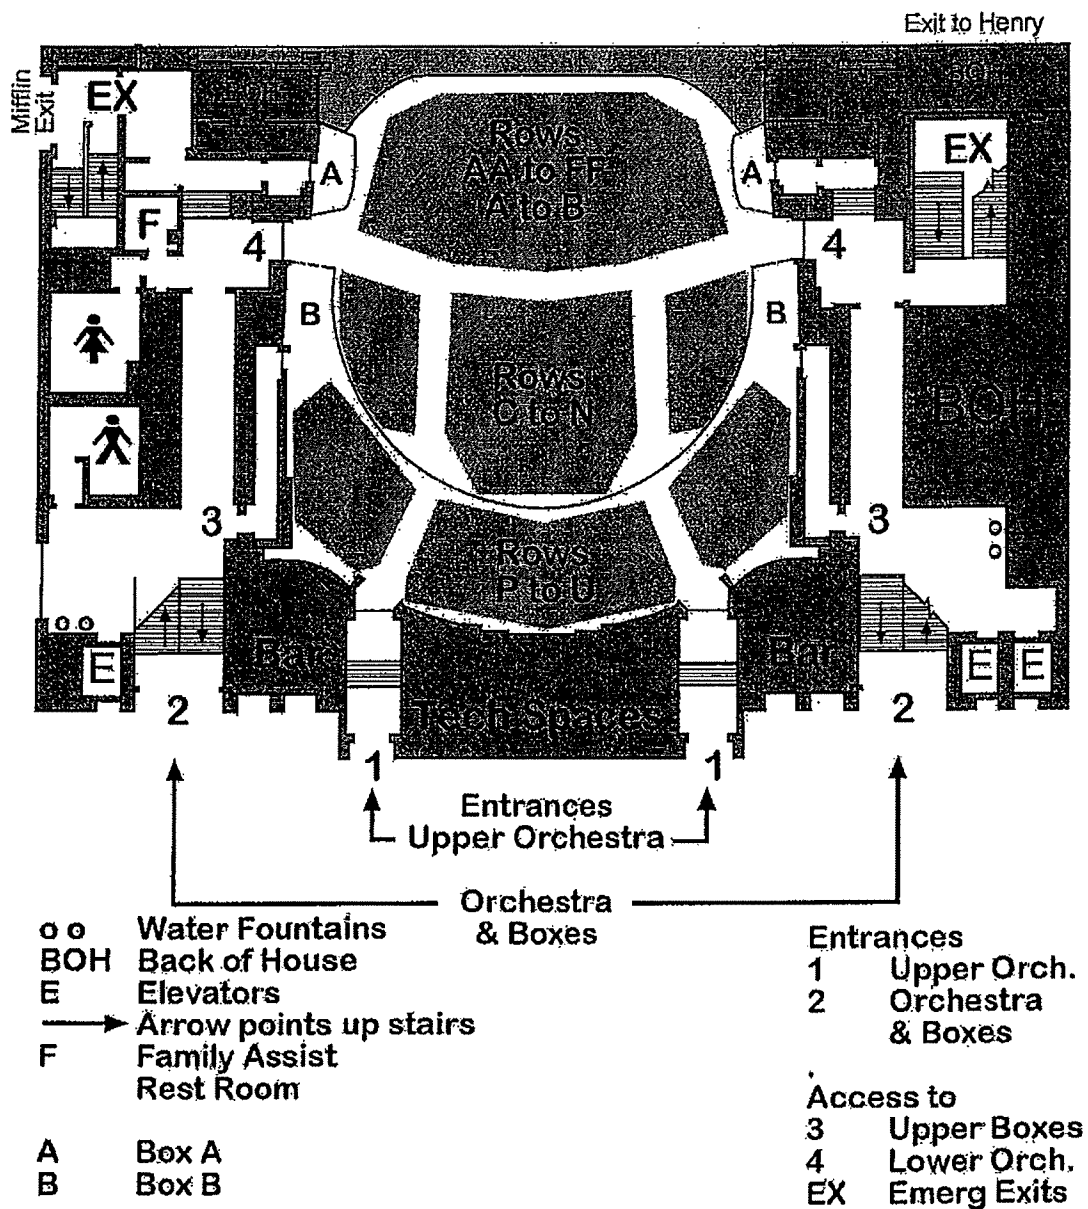 Exit to Henry
Mifflin
Exit
EX
BOH
BOH
EX
Rows
AA to FF
A to B
A
A
F
4
4
B
B
Rows
C to N
BOH
3
3
Rows
P to U
Bar
Bar
E
E
E
2
2
Tech Spaces
1
1
Entrances
Upper Orchestra
Orchestra
& Boxes
o o Water Fountains
BOH Back of House
E Elevators
Arrow points up stairs
F Family Assist
Rest Room
A Box A
B Box B
Entrances
1 Upper Orch.
2 Orchestra
& Boxes
Access to
3 Upper Boxes
4 Lower Orch.
EX Emerg Exits